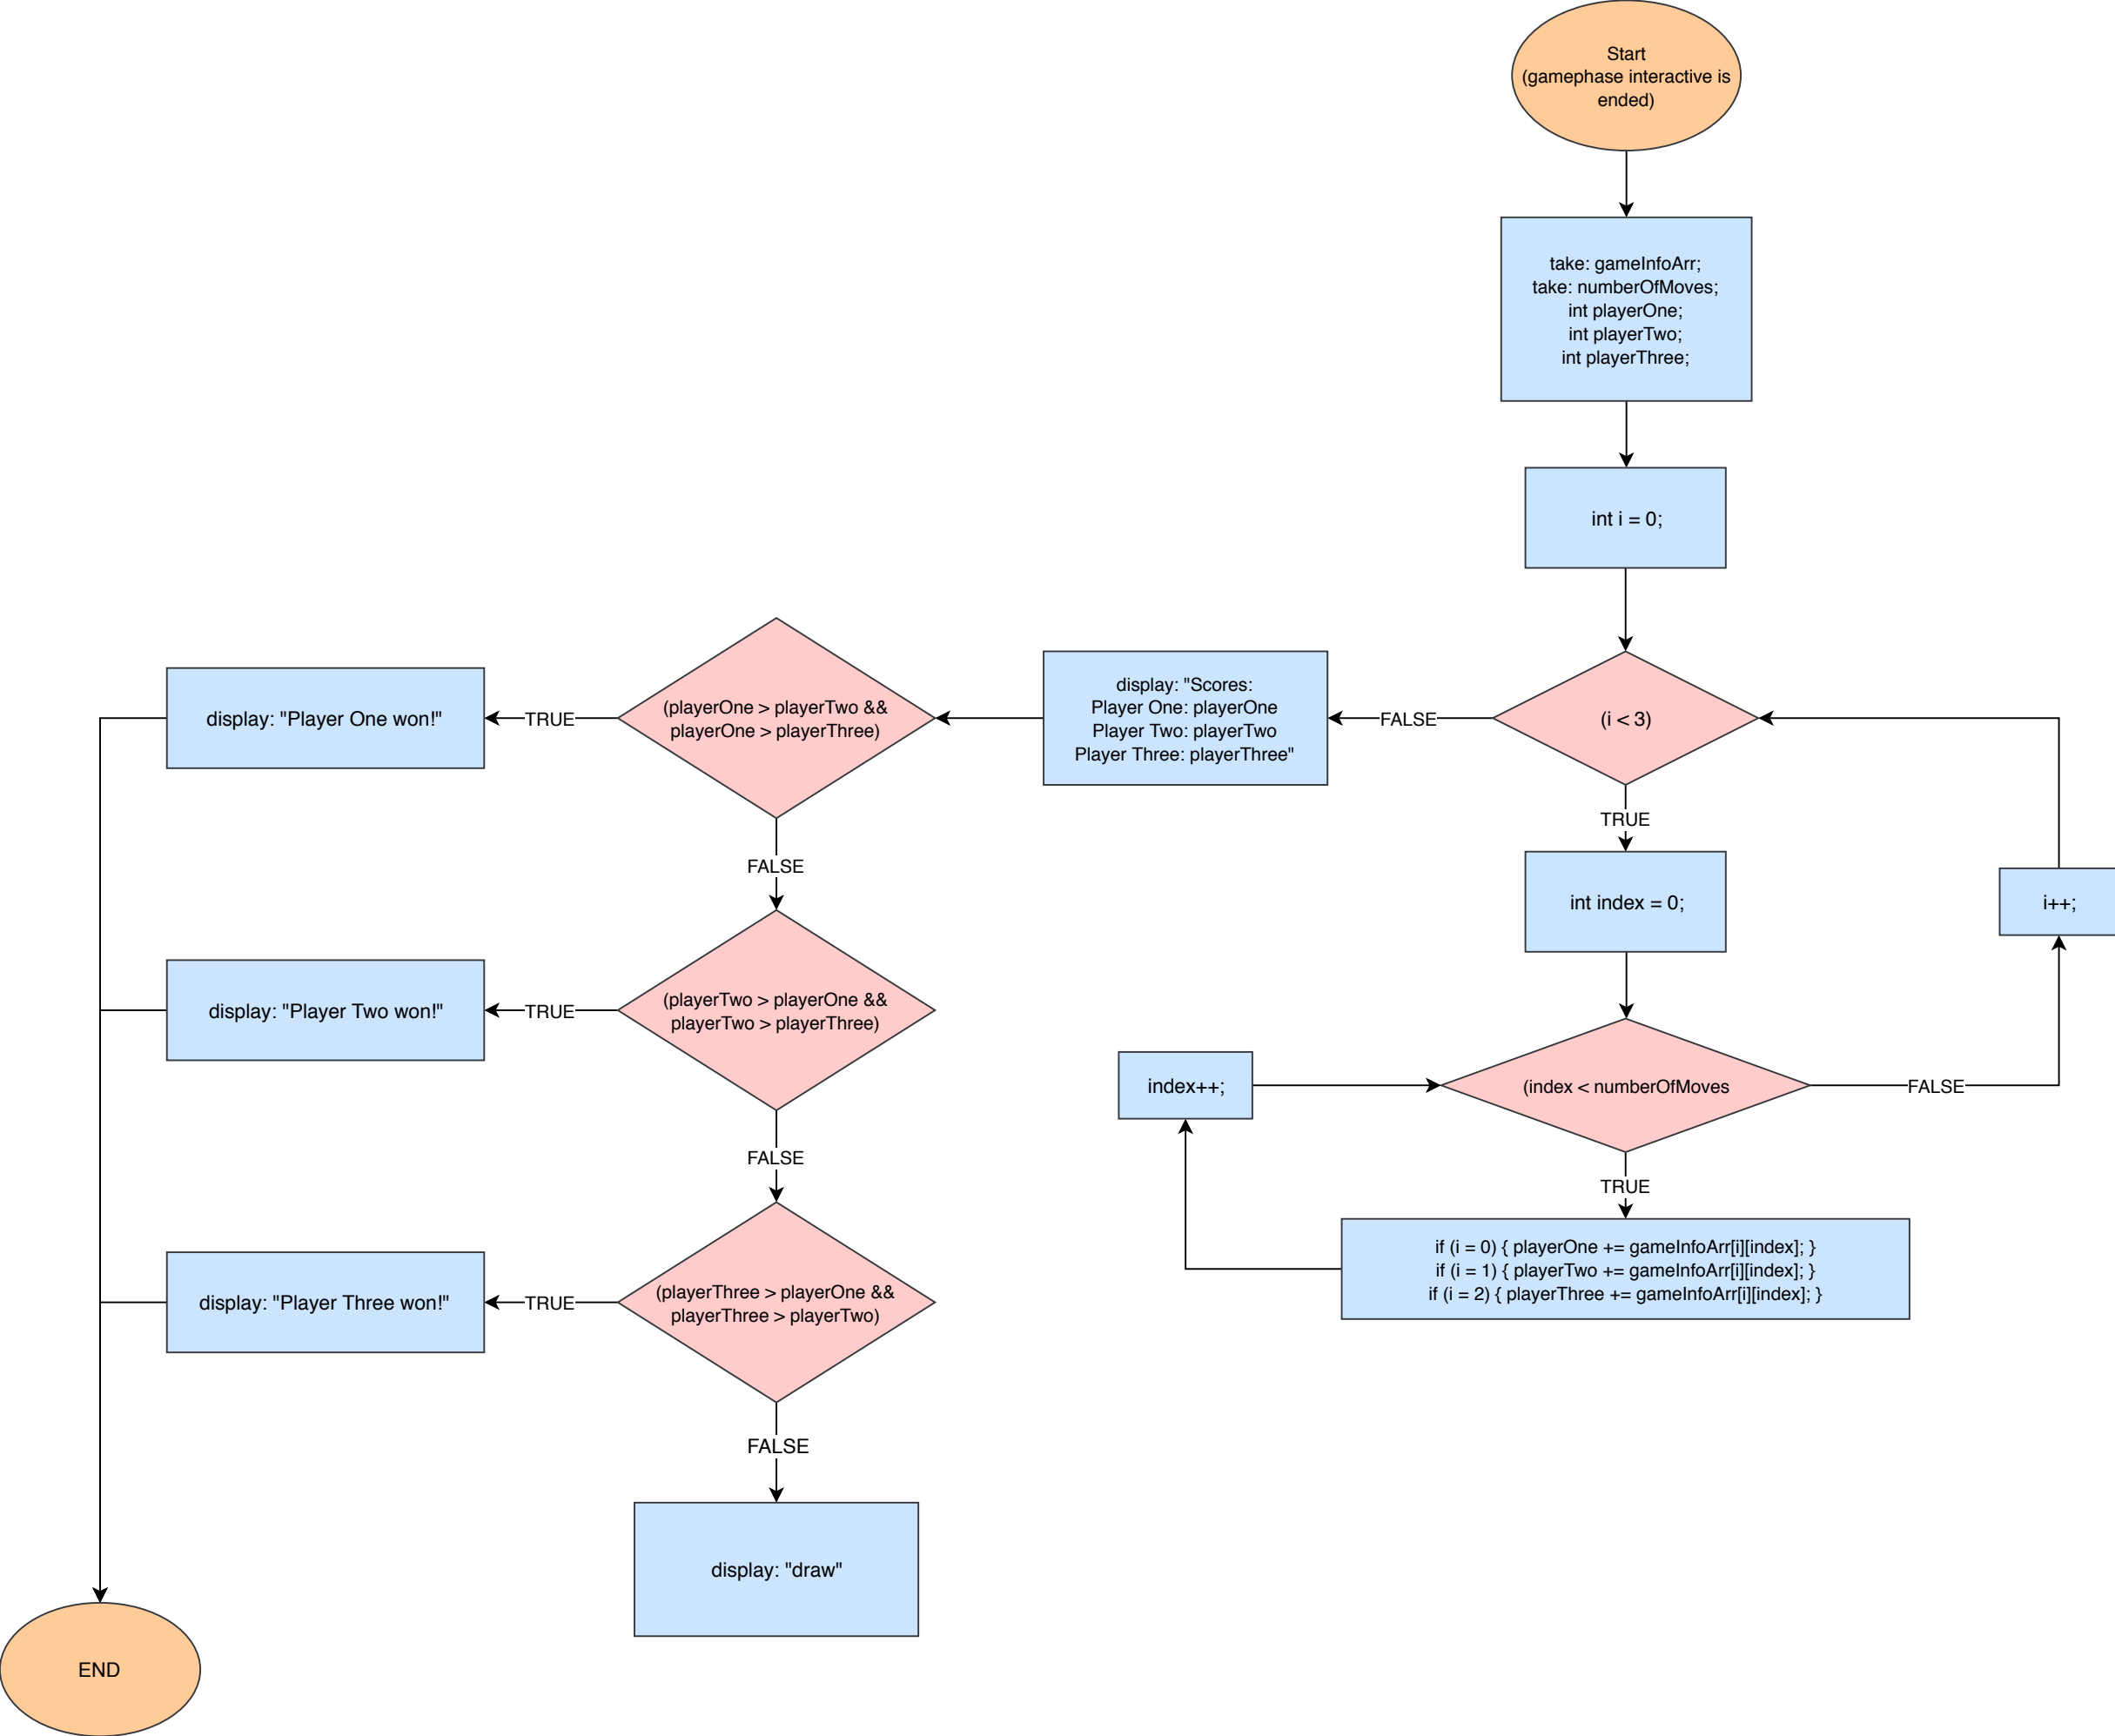 Start
(gamephase interactive is
ended)
take: gameInfoArr;
take: numberOfMoves;
int playerOne;
int playerTwo;
int playerThree;
int i = 0;
(i < 3)
FALSE
TRUE
display: "Scores:
Player One: playerOne
Player Two: playerTwo
Player Three: playerThree"
(playerOne > playerTwo &&
playerOne > playerThree)
TRUE
display: "Player One won!"
FALSE
(playerTwo > playerOne &&
playerTwo > playerThree)
TRUE
display: "Player Two won!"
FALSE
(playerThree > playerOne &&
playerThree > playerTwo)
TRUE
display: "Player Three won!"
FALSE
display: "draw"
END
int index = 0;
i++;
(index < numberOfMoves
FALSE
index++;
TRUE
if (i = 0) { playerOne += gameInfoArr[i][index]; }
if (i = 1) { playerTwo += gameInfoArr[i][index]; }
if (i = 2) { playerThree += gameInfoArr[i][index]; }